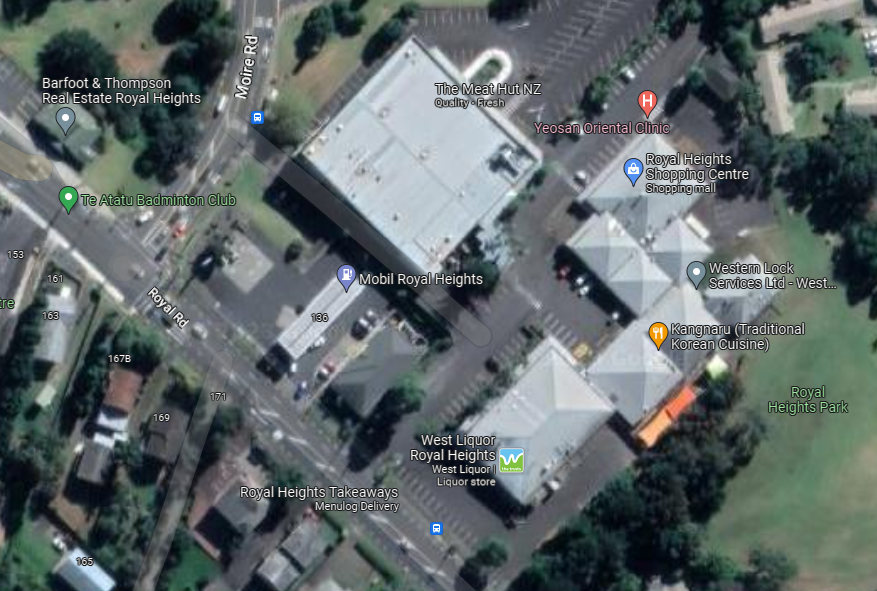 Moire Rd
Barfoot & Thompson
Real Estate Royal Heights
The Meat Hut NZ
Quality - Fresh
H
Yeosan Oriental Clinic
Royal Heights
Shopping Centre
Shopping mall
Te Atatu Badminton Club
153
161
Mobil Royal Heights
Western Lock
Services Ltd - West...
tre
163
Royal Rd
136
Kangnaru (Traditional
Korean Cuisine)
167B
171
169
Royal
Heights Park
West Liquor
Royal Heights
West Liquor |
Liquor store
Royal Heights Takeaways
Menulog Delivery
165